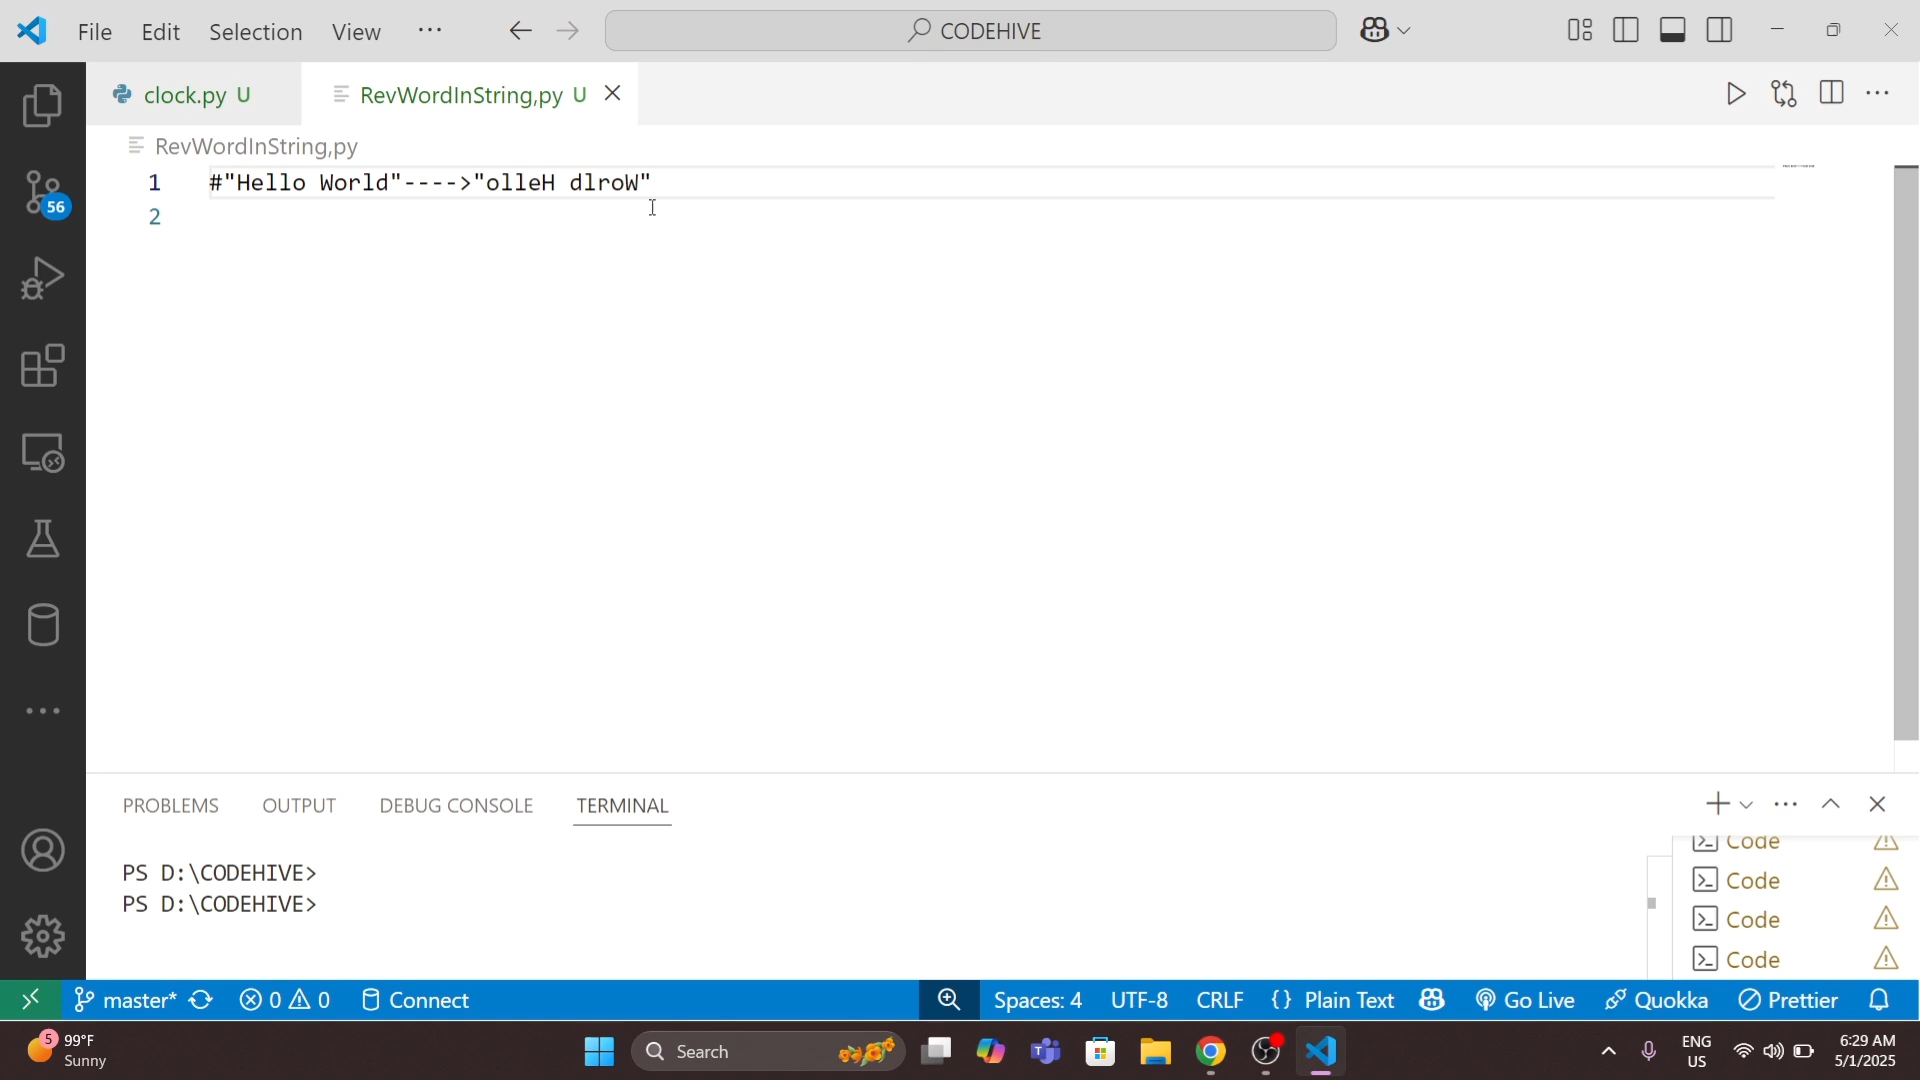 File Edit Selection View ··· CODEHIVE
clock.py U RevWordInString,py U
RevWordInString,py
1 #"Hello World"---->"olleH dlroW"
2
56
PROBLEMS OUTPUT DEBUG CONSOLE TERMINAL
PS D:\CODEHIVE>
PS D:\CODEHIVE>
Code
Code
Code
Code
master* 0 0 Connect Spaces: 4 UTF-8 CRLF {} Plain Text Go Live Quokka Prettier
5 99°F
Sunny
Search
ENG
US
6:29 AM
5/1/2025